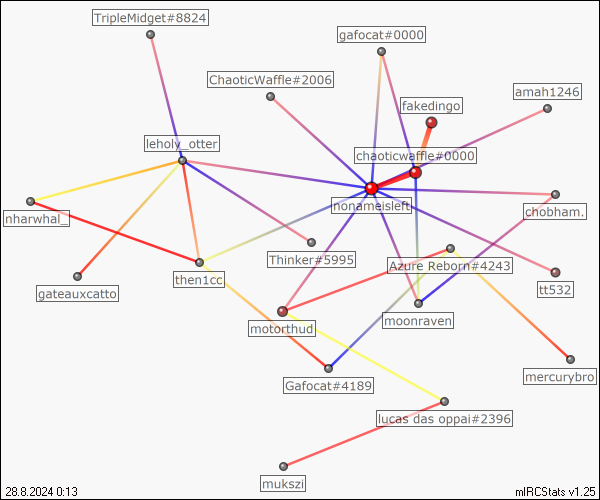 TripleMidget#8824
gafocat#0000
ChaoticWaffle#2006
amah1246
fakedingo
leholy_otter
chaoticwaffle#0000
nonameisleft
nharwhal_
chobham.
Thinker#5995
Azure Reborn#4243
then1cc
gateauxcatto
tt532
motorthud
moonraven
Gafocat#4189
mercurybro
lucas das oppai#2396
mukszi
28.8.2024 0:13
mIRCStats v1.25